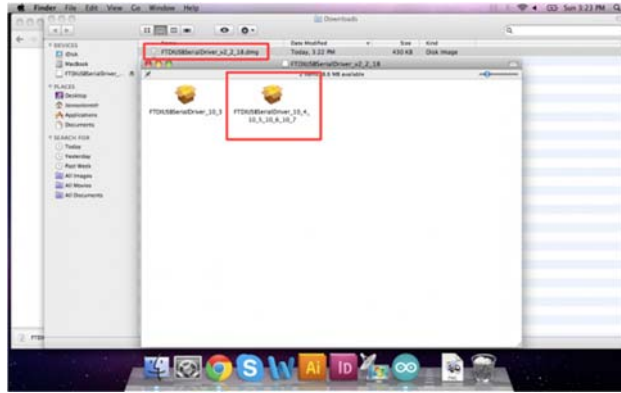 Finder File Edit View Go Window Help
Sun 3:23 PM
Downloads
Date Modified
Size
Kind
FTDIUSBSerialDriver_v2_2_18.dmg
Today, 3:22 PM
430 KB
Disk Image
FTDIUSBSerialDriver_v2_2_18
DEVICES
iDisk
MacBook
FTDIUSBSerialDriver_...
PLACES
Desktop
Applications
Documents
SEARCH FOR
Today
Yesterday
Past Week
All Images
All Movies
All Documents
FTDIUSBSerialDriver_10_3
FTDIUSBSerialDriver_10_4_
10_5_10_6_10_7
S
W
Ai
ID